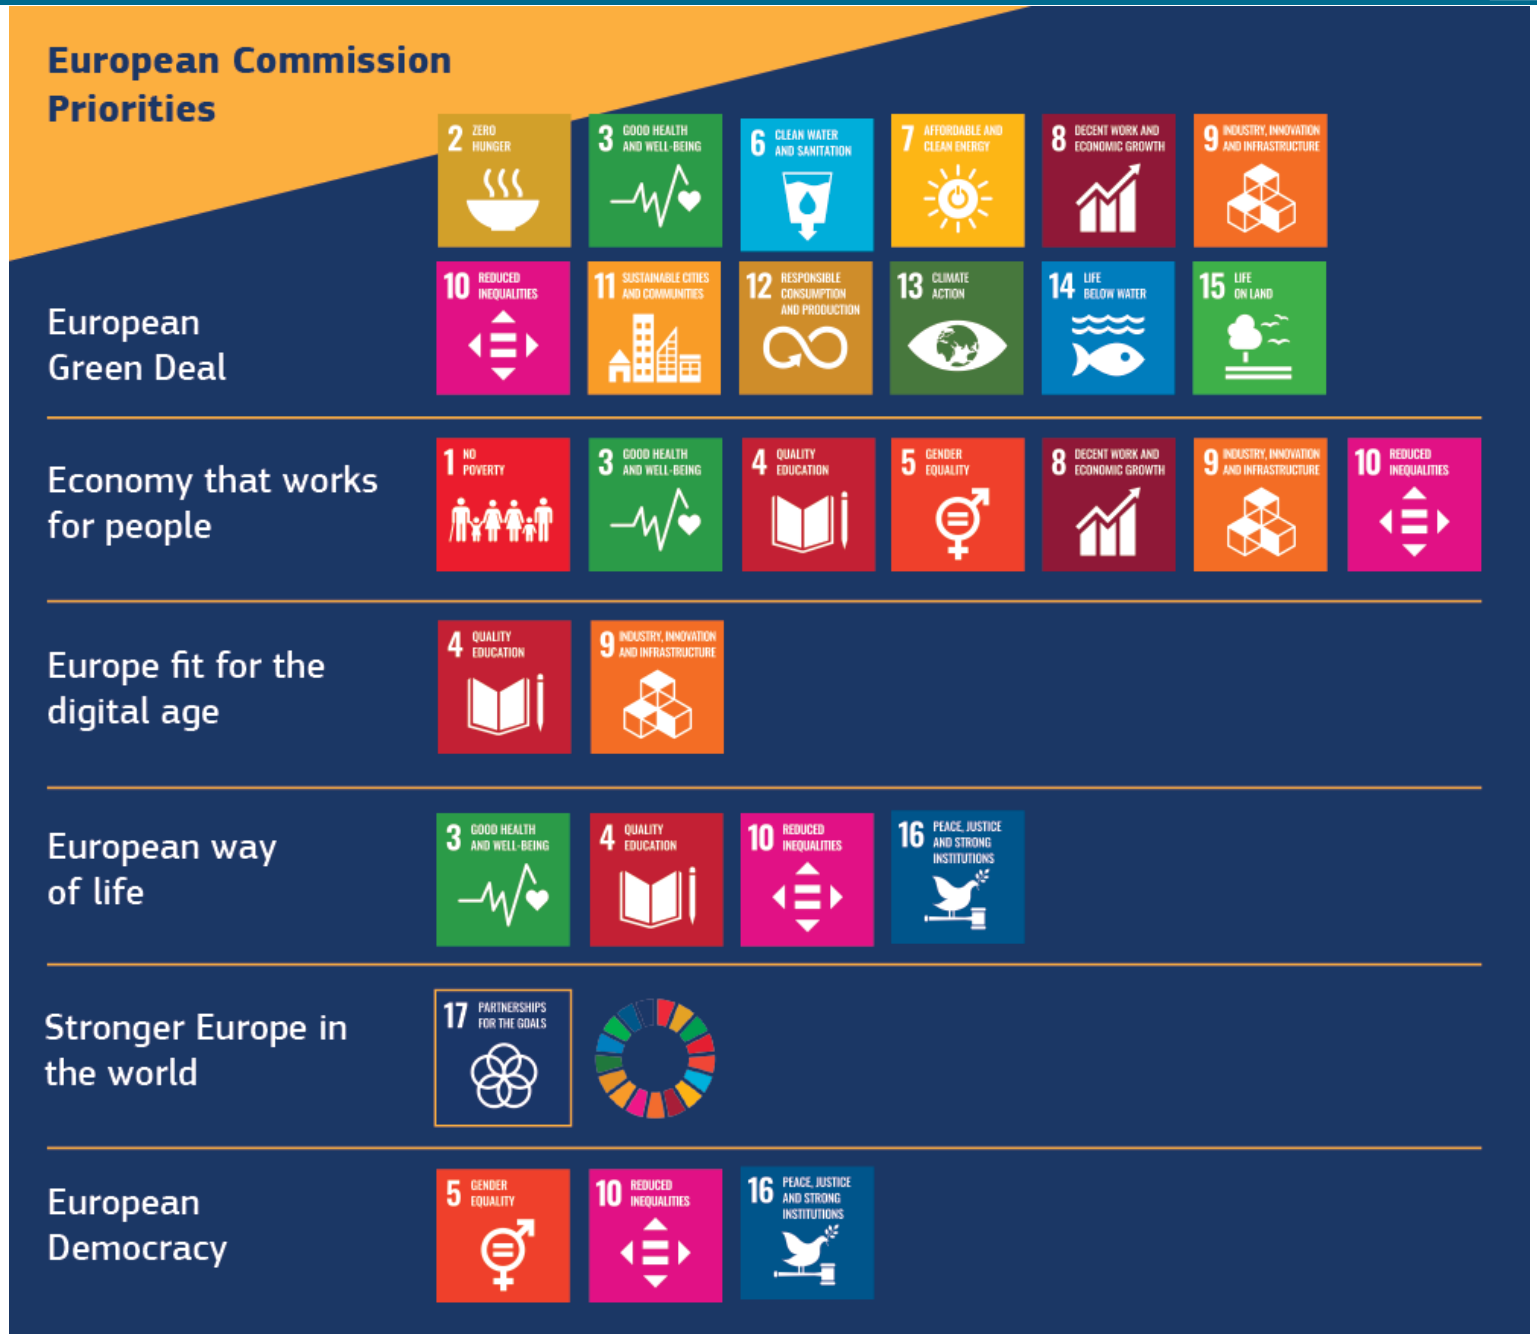 European Commission
Priorities
2 ZERO
HUNGER
3 GOOD HEALTH
AND WELL-BEING
6 CLEAN WATER
AND SANITATION
7 AFFORDABLE AND
CLEAN ENERGY
8 DECENT WORK AND
ECONOMIC GROWTH
9 INDUSTRY, INNOVATION
AND INFRASTRUCTURE
European
Green Deal
10 REDUCED
INEQUALITIES
11 SUSTAINABLE CITIES
AND COMMUNITIES
12 RESPONSIBLE
CONSUMPTION
AND PRODUCTION
13 CLIMATE
ACTION
14 LIFE
BELOW WATER
15 LIFE
ON LAND
Economy that works
for people
1 NO
POVERTY
3 GOOD HEALTH
AND WELL-BEING
4 QUALITY
EDUCATION
5 GENDER
EQUALITY
8 DECENT WORK AND
ECONOMIC GROWTH
9 INDUSTRY, INNOVATION
AND INFRASTRUCTURE
10 REDUCED
INEQUALITIES
Europe fit for the
digital age
4 QUALITY
EDUCATION
9 INDUSTRY, INNOVATION
AND INFRASTRUCTURE
European way
of life
3 GOOD HEALTH
AND WELL-BEING
4 QUALITY
EDUCATION
10 REDUCED
INEQUALITIES
16 PEACE, JUSTICE
AND STRONG
INSTITUTIONS
Stronger Europe in
the world
17 PARTNERSHIPS
FOR THE GOALS
European
Democracy
5 GENDER
EQUALITY
10 REDUCED
INEQUALITIES
16 PEACE, JUSTICE
AND STRONG
INSTITUTIONS